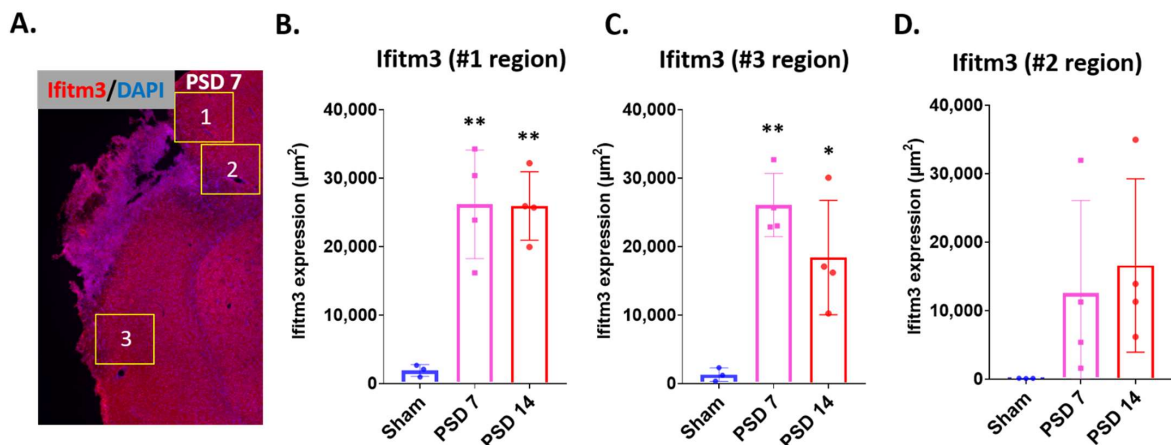 A.
Ifitm3/DAPI
PSD 7
1
2
3
B.
Ifitm3 (#1 region)
Ifitm3 expression (µm²)
40,000
30,000
20,000
10,000
0
**
**
Sham
PSD 7
PSD 14
C.
Ifitm3 (#3 region)
Ifitm3 expression (µm²)
40,000
30,000
20,000
10,000
0
**
*
Sham
PSD 7
PSD 14
D.
Ifitm3 (#2 region)
Ifitm3 expression (µm²)
40,000
30,000
20,000
10,000
0
Sham
PSD 7
PSD 14